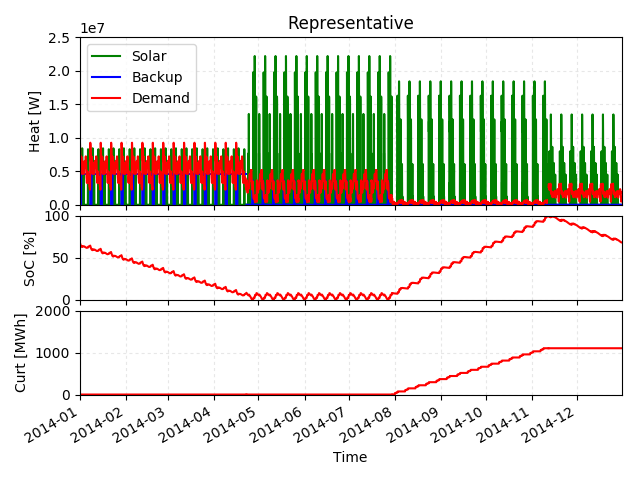 Representative
1e7
2.5
2.0
1.5
1.0
0.5
0.0
Heat [W]
Solar
Backup
Demand
100
50
0
SoC [%]
2000
1000
0
Curt [MWh]
2014-01
2014-02
2014-03
2014-04
2014-05
2014-06
2014-07
2014-08
2014-09
2014-10
2014-11
2014-12
Time